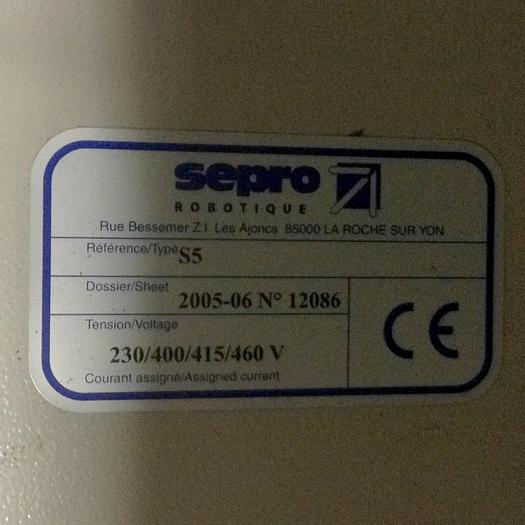 sepro
ROBOTIQUE
Rue Bessemer Z.I. Les Ajoncs 85000 LA ROCHE SUR YON
Reférence/Type S5
Dossier/Sheet
2005-06 N° 12086
Tension/Voltage
230/400/415/460 V
Courant assigné/Assigned current
CE